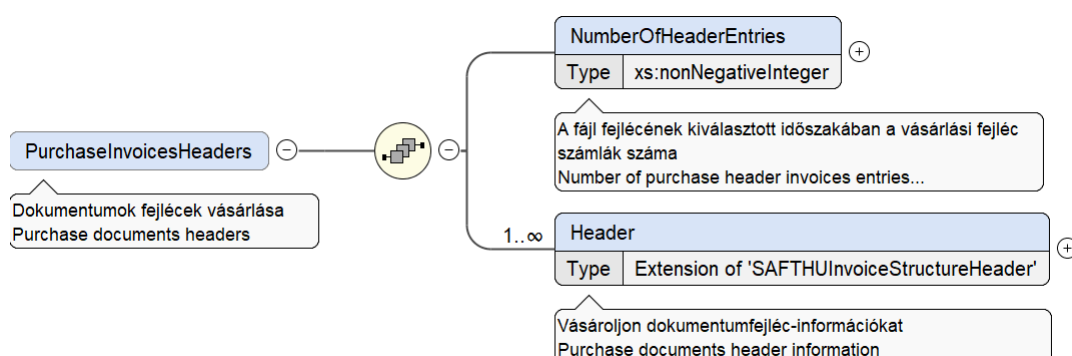 NumberOfHeaderEntries
Type xs:nonNegativeInteger
A fájl fejlécének kiválasztott időszakában a vásárlási fejléc
számlák száma
Number of purchase header invoices entries...
PurchaseInvoicesHeaders
Dokumentumok fejlécek vásárlása
Purchase documents headers
1..∞
Header
Type Extension of 'SAFTHUInvoiceStructureHeader'
Vásároljon dokumentumfejléc-információkat
Purchase documents header information